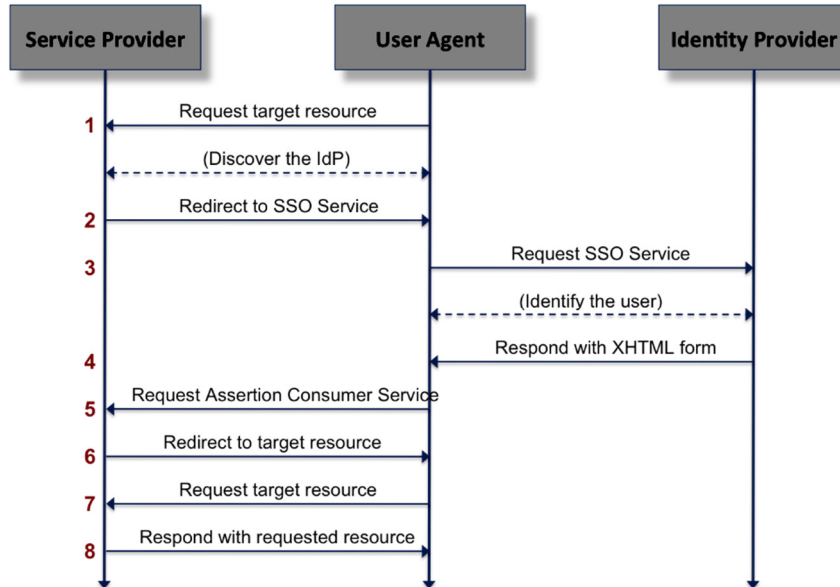 Service Provider
User Agent
Identity Provider
1
Request target resource
(Discover the IdP)
2
Redirect to SSO Service
3
Request SSO Service
(Identify the user)
4
Respond with XHTML form
5
Request Assertion Consumer Service
6
Redirect to target resource
7
Request target resource
8
Respond with requested resource